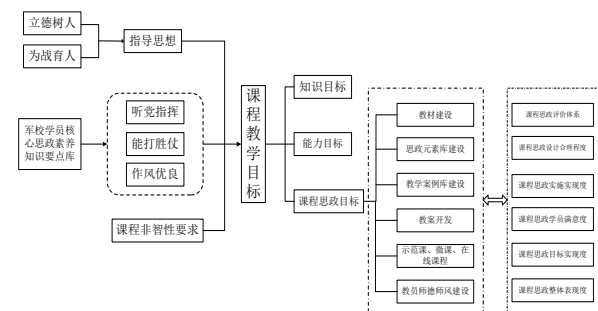 立德树人
为战育人
指导思想
军校学员核
心思政素养
知识要点库
听党指挥
能打胜仗
作风优良
课程非智性要求
课
程
教
学
目
标
知识目标
能力目标
课程思政目标
教材建设
思政元素库建设
教学案例库建设
教案开发
示范课、微课、在
线课程
教员师德师风建设
课程思政评价体系
课程思政设计合理程度
课程思政实施实现度
课程思政学员满意度
课程思政目标实现度
课程思政整体表现度